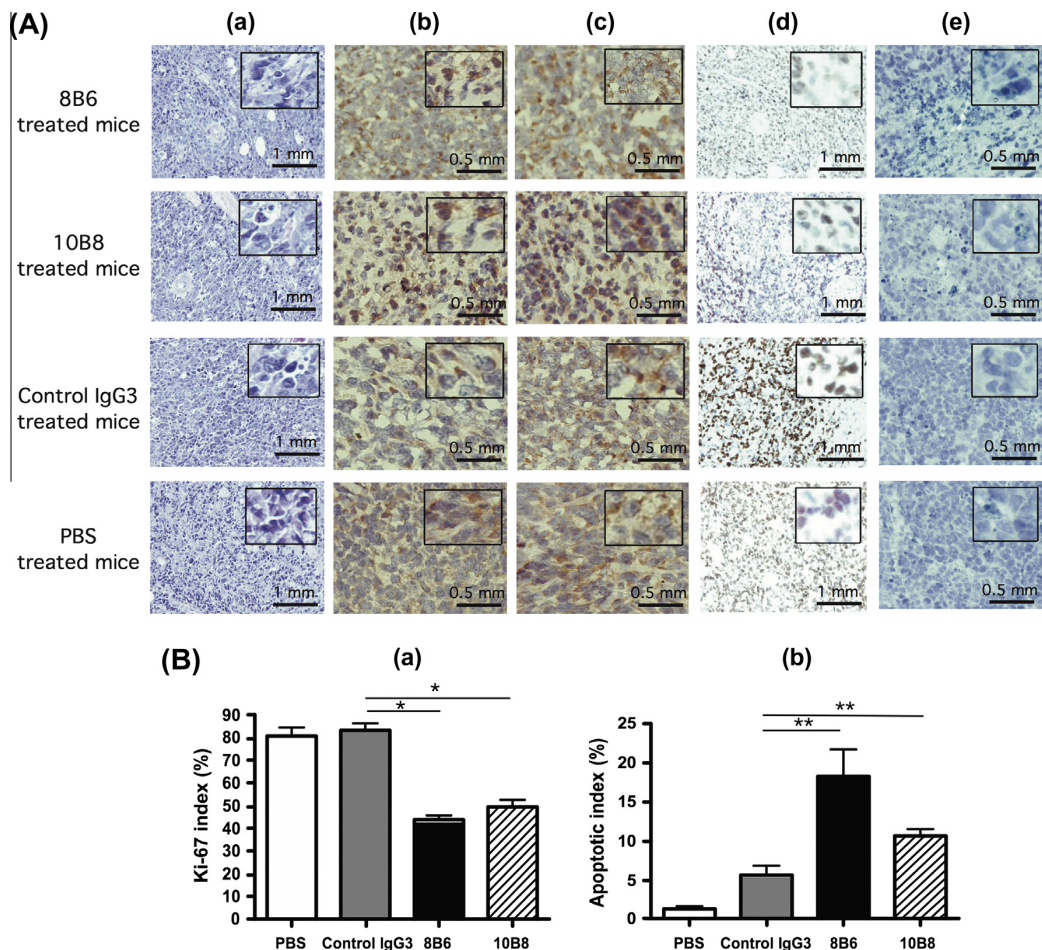 (A)
(a) (b) (c) (d) (e)
8B6
treated mice
1 mm 0.5 mm 0.5 mm 1 mm 0.5 mm
10B8
treated mice
1 mm 0.5 mm 0.5 mm 1 mm 0.5 mm
Control IgG3
treated mice
1 mm 0.5 mm 0.5 mm 1 mm 0.5 mm
PBS
treated mice
1 mm 0.5 mm 0.5 mm 1 mm 0.5 mm
(B)
(a)
*
*
Ki-67 index (%)
90
80
70
60
50
40
30
20
10
0
PBS Control IgG3 8B6 10B8
(b)
**
**
Apoptotic index (%)
25
20
15
10
5
0
PBS Control IgG3 8B6 10B8